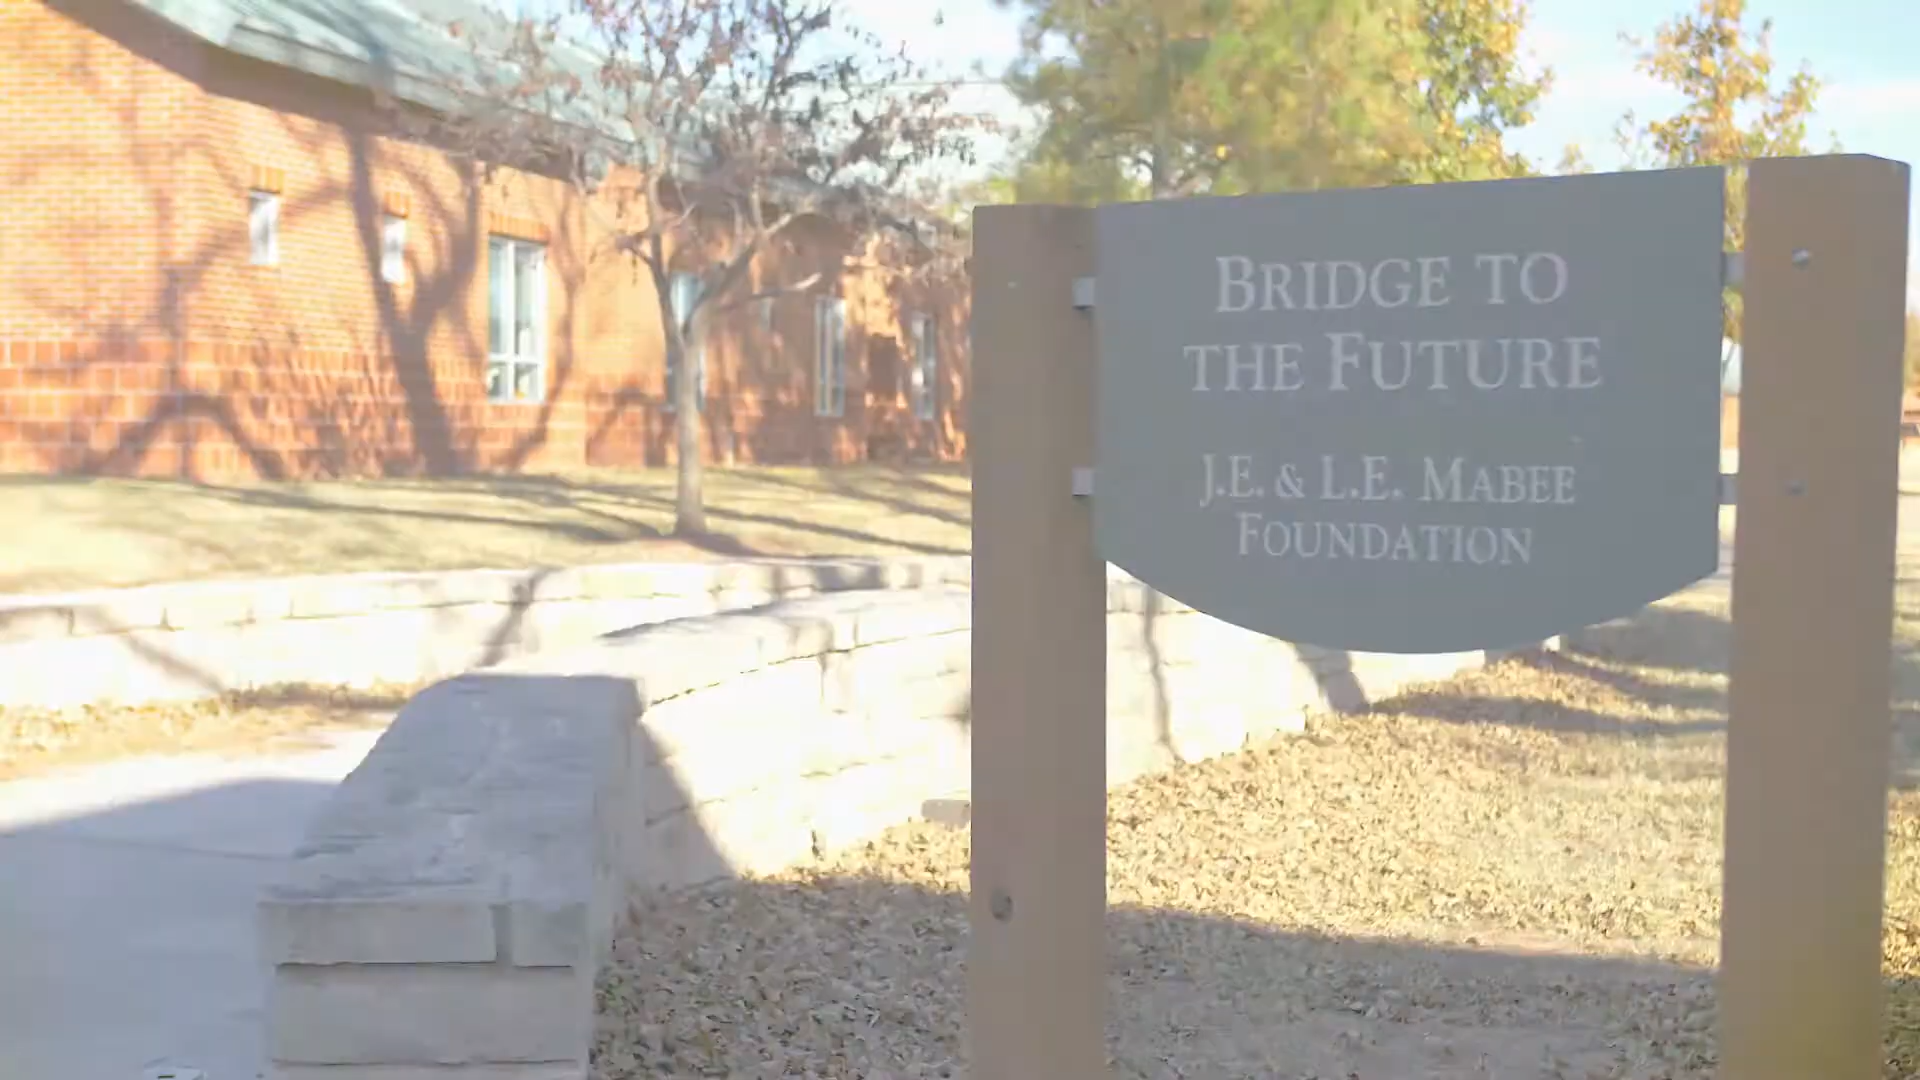 BRIDGE TO
THE FUTURE
J.E. & L.E. MABEE
FOUNDATION